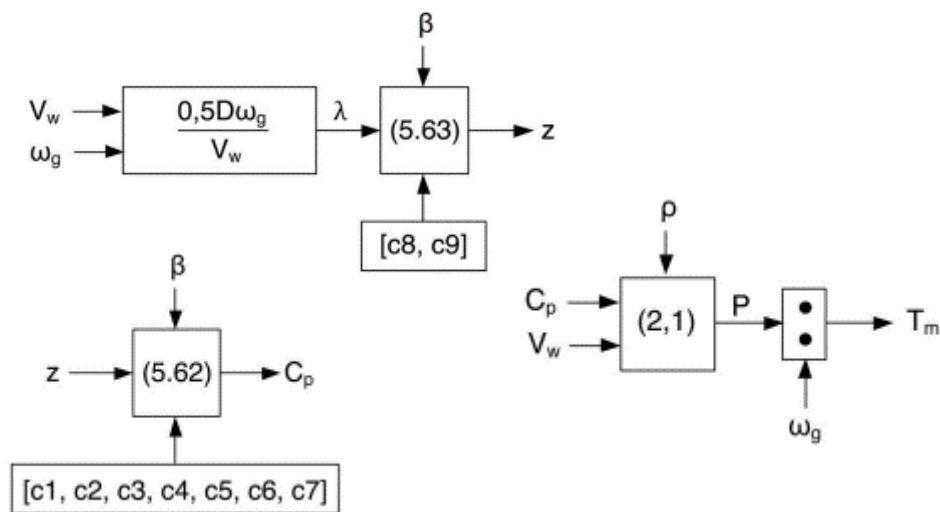 β
V_w
0,5Dω_g
V_w
λ
(5.63)
z
ω_g
[c8, c9]
β
z
(5.62)
C_p
[c1, c2, c3, c4, c5, c6, c7]
ρ
C_p
V_w
(2,1)
P
T_m
ω_g